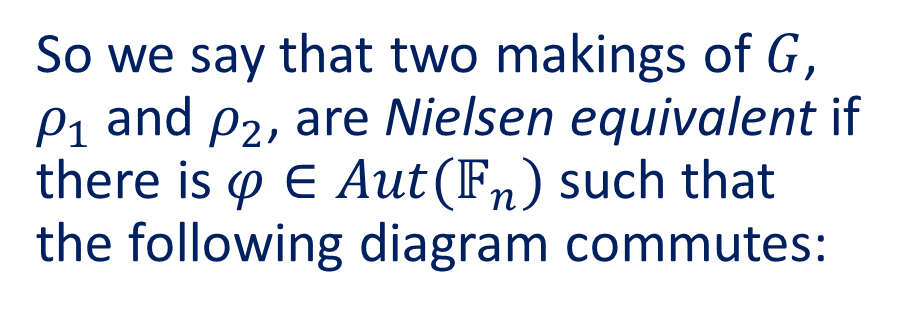 So we say that two makings of 𝐺,
𝜌₁ and 𝜌₂, are Nielsen equivalent if
there is 𝜑 ∈ 𝐴𝑢𝑡(𝔽ₙ) such that
the following diagram commutes: